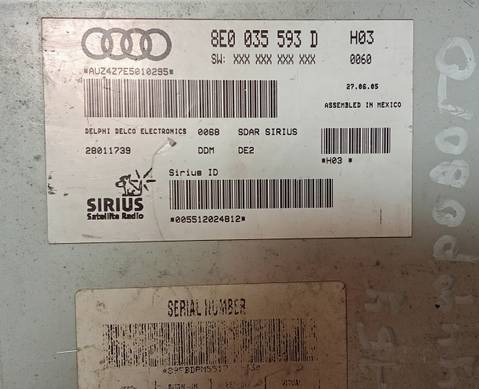 8E0 035 593 D H03
SW: XXX XXX XXX XXX 0060
*AUZ4Z7E5010295*
27.06.05
ASSEMBLED IN MEXICO
DELPHI DELCO ELECTRONICS 0068 SDAR SIRIUS
28011739 DDM DE2
*H03 *
Sirius ID
SIRIUS
Satellite Radio
*005512024812*
SERIAL NUMBER